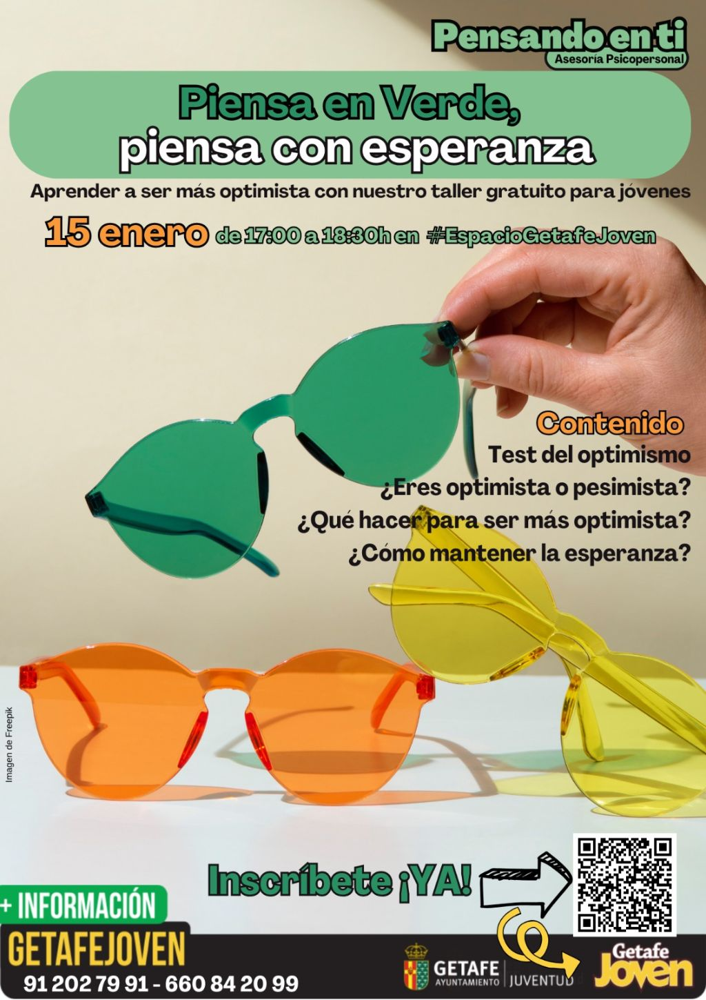 Pensando en ti
Asesoría Psicopersonal
Piensa en Verde,
piensa con esperanza
Aprender a ser más optimista con nuestro taller gratuito para jóvenes
15 enero de 17:00 a 18:30h en #EspacioGetafeJoven
Contenido
Test del optimismo
¿Eres optimista o pesimista?
¿Qué hacer para ser más optimista?
¿Cómo mantener la esperanza?
Imagen de Freepik
Inscríbete ¡YA!
+ INFORMACIÓN
GETAFEJOVEN
91 202 79 91 - 660 84 20 99
GETAFE
AYUNTAMIENTO
JUVENTUD
Getafe
Joven